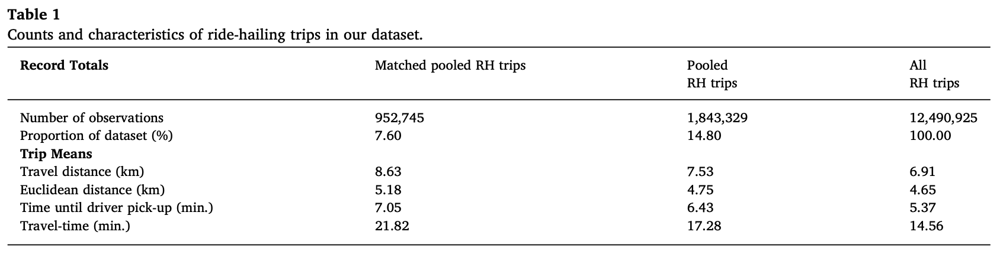 Table 1
Counts and characteristics of ride-hailing trips in our dataset.
Record Totals Matched pooled RH trips Pooled RH trips All RH trips
Number of observations 952,745 1,843,329 12,490,925
Proportion of dataset (%) 7.60 14.80 100.00
Trip Means
Travel distance (km) 8.63 7.53 6.91
Euclidean distance (km) 5.18 4.75 4.65
Time until driver pick-up (min.) 7.05 6.43 5.37
Travel-time (min.) 21.82 17.28 14.56